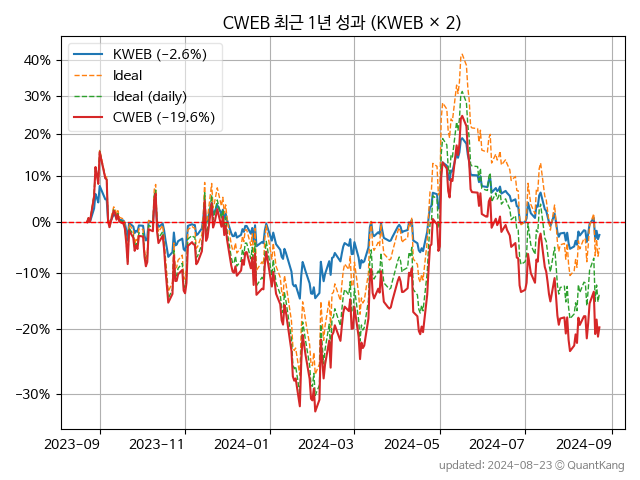 CWEB 최근 1년 성과 (KWEB × 2)
KWEB (−2.6%)
Ideal
Ideal (daily)
CWEB (−19.6%)
40%
30%
20%
10%
0%
−10%
−20%
−30%
2023-09 2023-11 2024-01 2024-03 2024-05 2024-07 2024-09
updated: 2024-08-23 © QuantKang